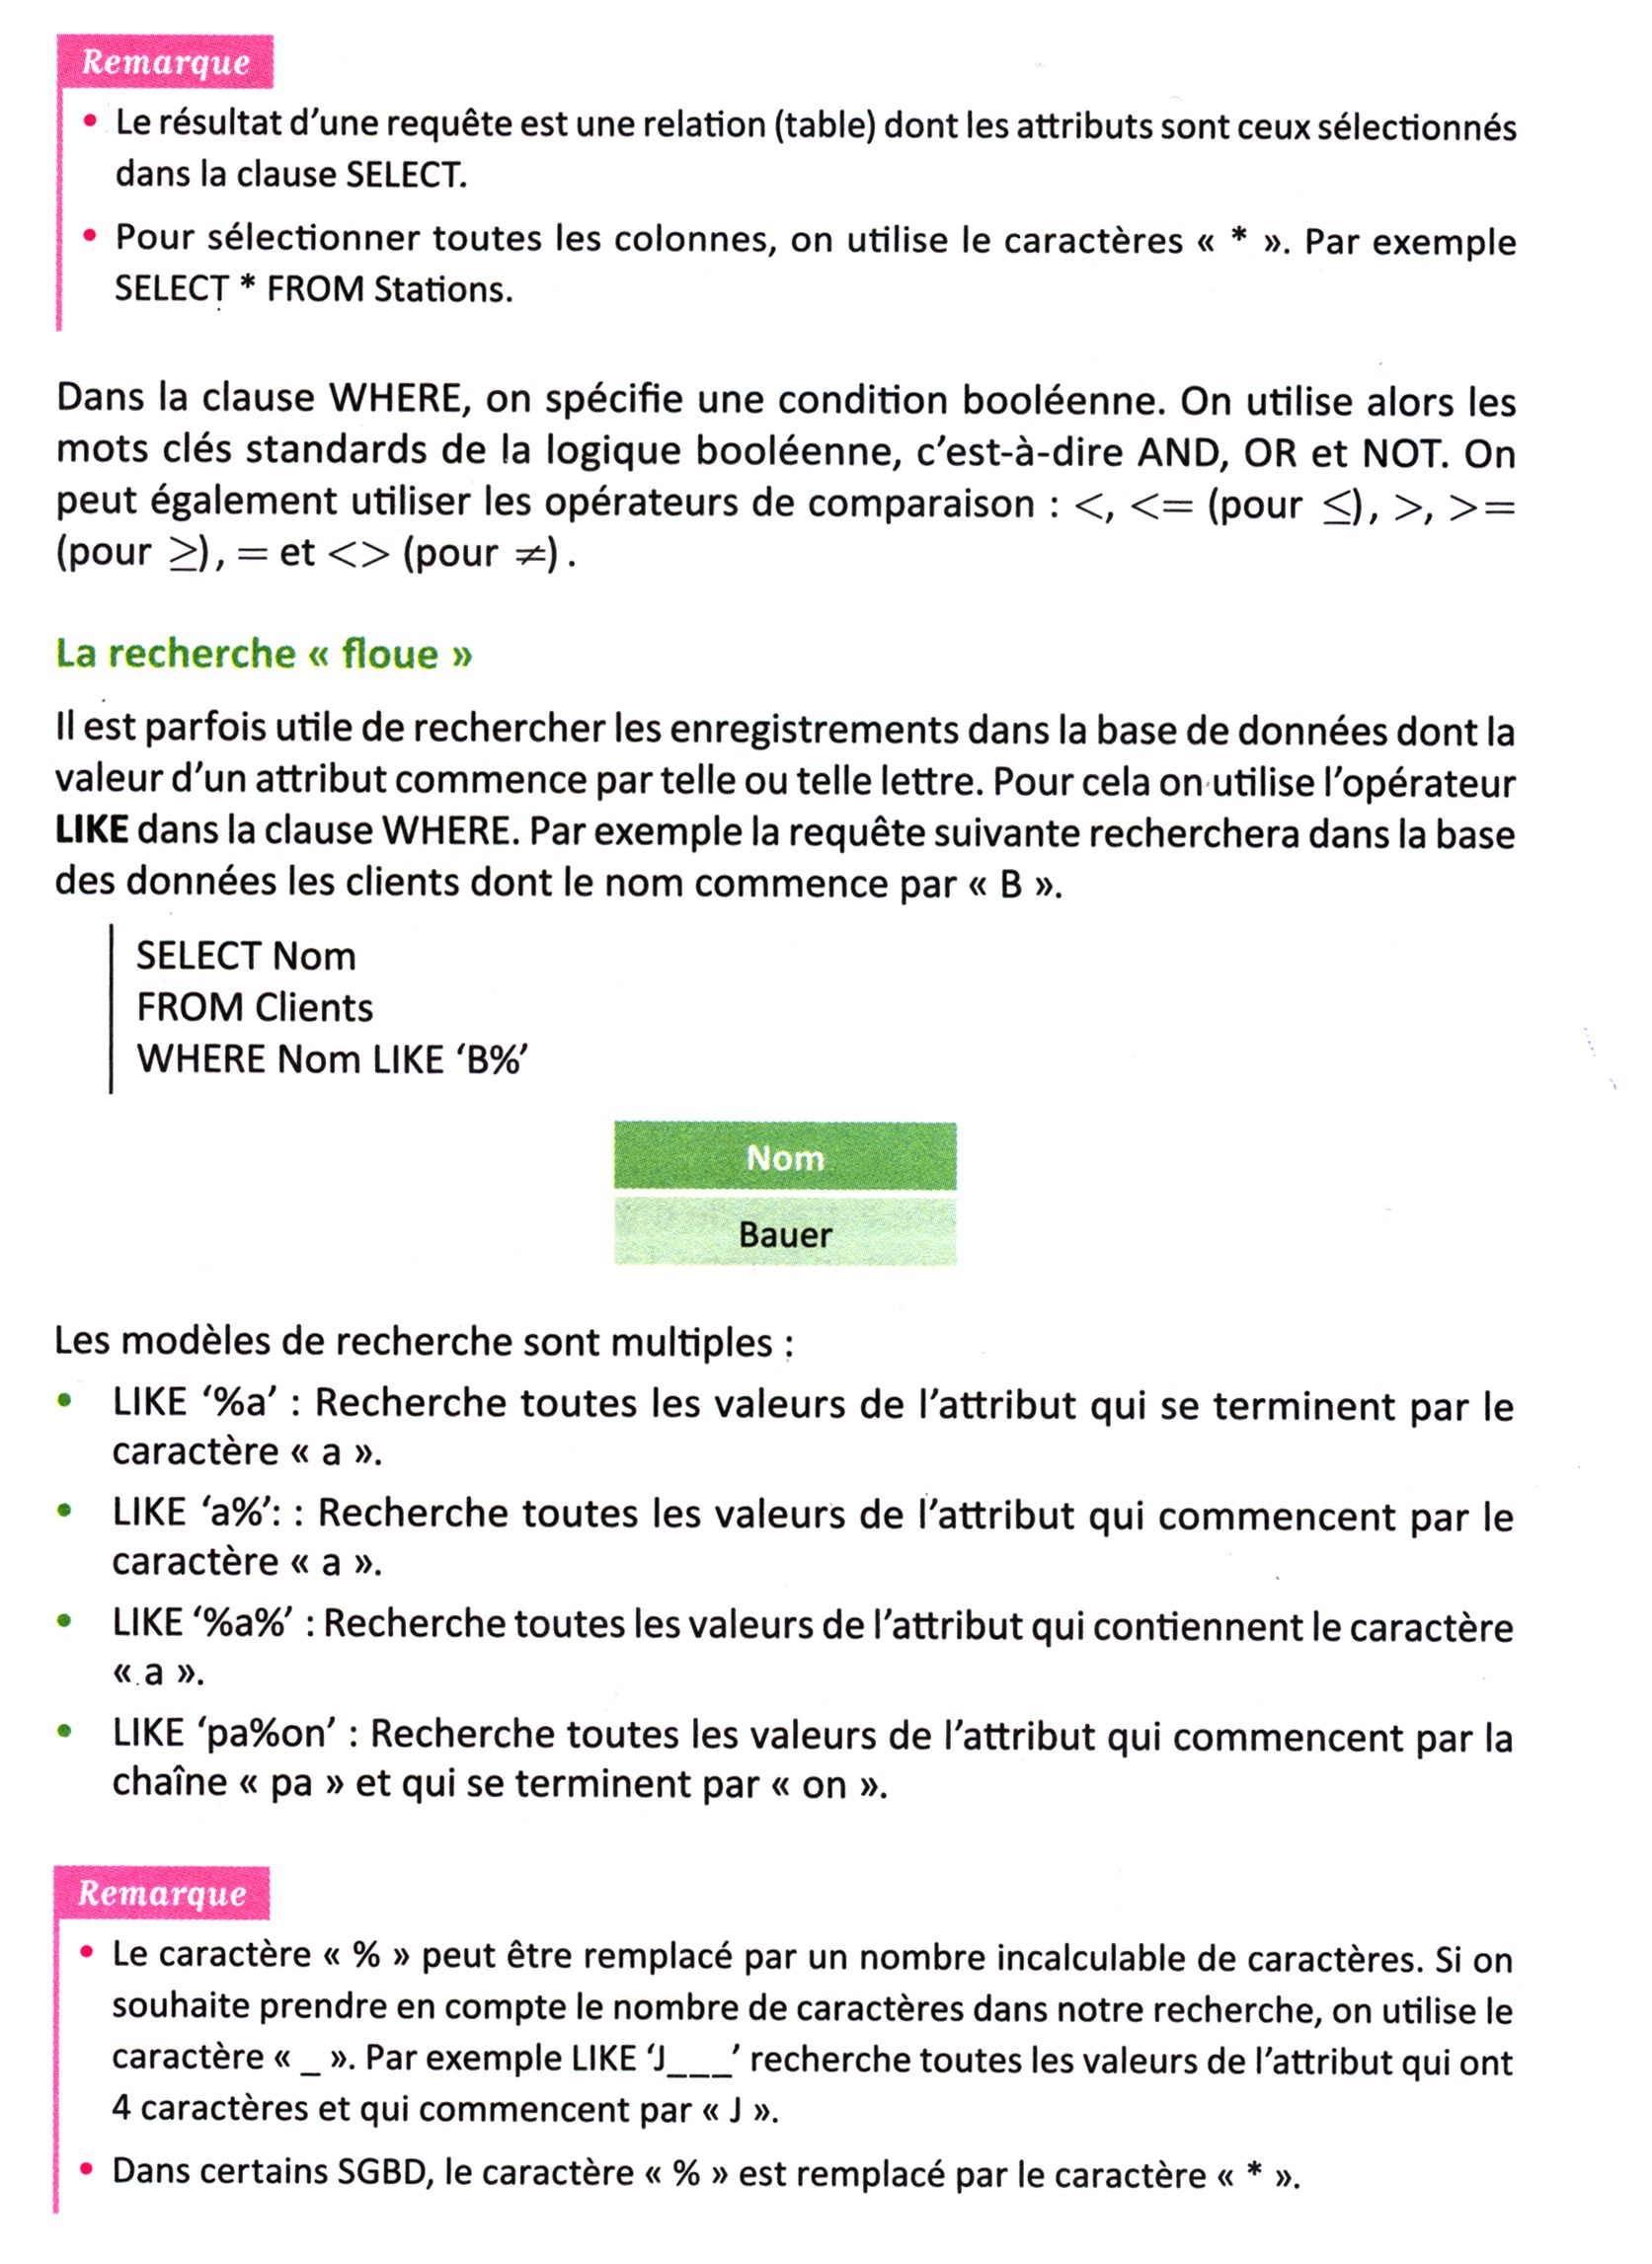 Remarque
• Le résultat d’une requête est une relation (table) dont les attributs sont ceux sélectionnés
dans la clause SELECT.
• Pour sélectionner toutes les colonnes, on utilise le caractères « * ». Par exemple
SELECT * FROM Stations.
Dans la clause WHERE, on spécifie une condition booléenne. On utilise alors les
mots clés standards de la logique booléenne, c’est-à-dire AND, OR et NOT. On
peut également utiliser les opérateurs de comparaison : <, <= (pour ≤), >, >=
(pour ≥), = et <> (pour ≠).
La recherche « floue »
Il est parfois utile de rechercher les enregistrements dans la base de données dont la
valeur d’un attribut commence par telle ou telle lettre. Pour cela on utilise l’opérateur
LIKE dans la clause WHERE. Par exemple la requête suivante recherchera dans la base
des données les clients dont le nom commence par « B ».
SELECT Nom
FROM Clients
WHERE Nom LIKE ‘B%’
Nom
Bauer
Les modèles de recherche sont multiples :
• LIKE ‘%a’ : Recherche toutes les valeurs de l’attribut qui se terminent par le
caractère « a ».
• LIKE ‘a%’: : Recherche toutes les valeurs de l’attribut qui commencent par le
caractère « a ».
• LIKE ‘%a%’ : Recherche toutes les valeurs de l’attribut qui contiennent le caractère
« a ».
• LIKE ‘pa%on’ : Recherche toutes les valeurs de l’attribut qui commencent par la
chaîne « pa » et qui se terminent par « on ».
Remarque
• Le caractère « % » peut être remplacé par un nombre incalculable de caractères. Si on
souhaite prendre en compte le nombre de caractères dans notre recherche, on utilise le
caractère « _ ». Par exemple LIKE ‘J___’ recherche toutes les valeurs de l’attribut qui ont
4 caractères et qui commencent par « J ».
• Dans certains SGBD, le caractère « % » est remplacé par le caractère « * ».